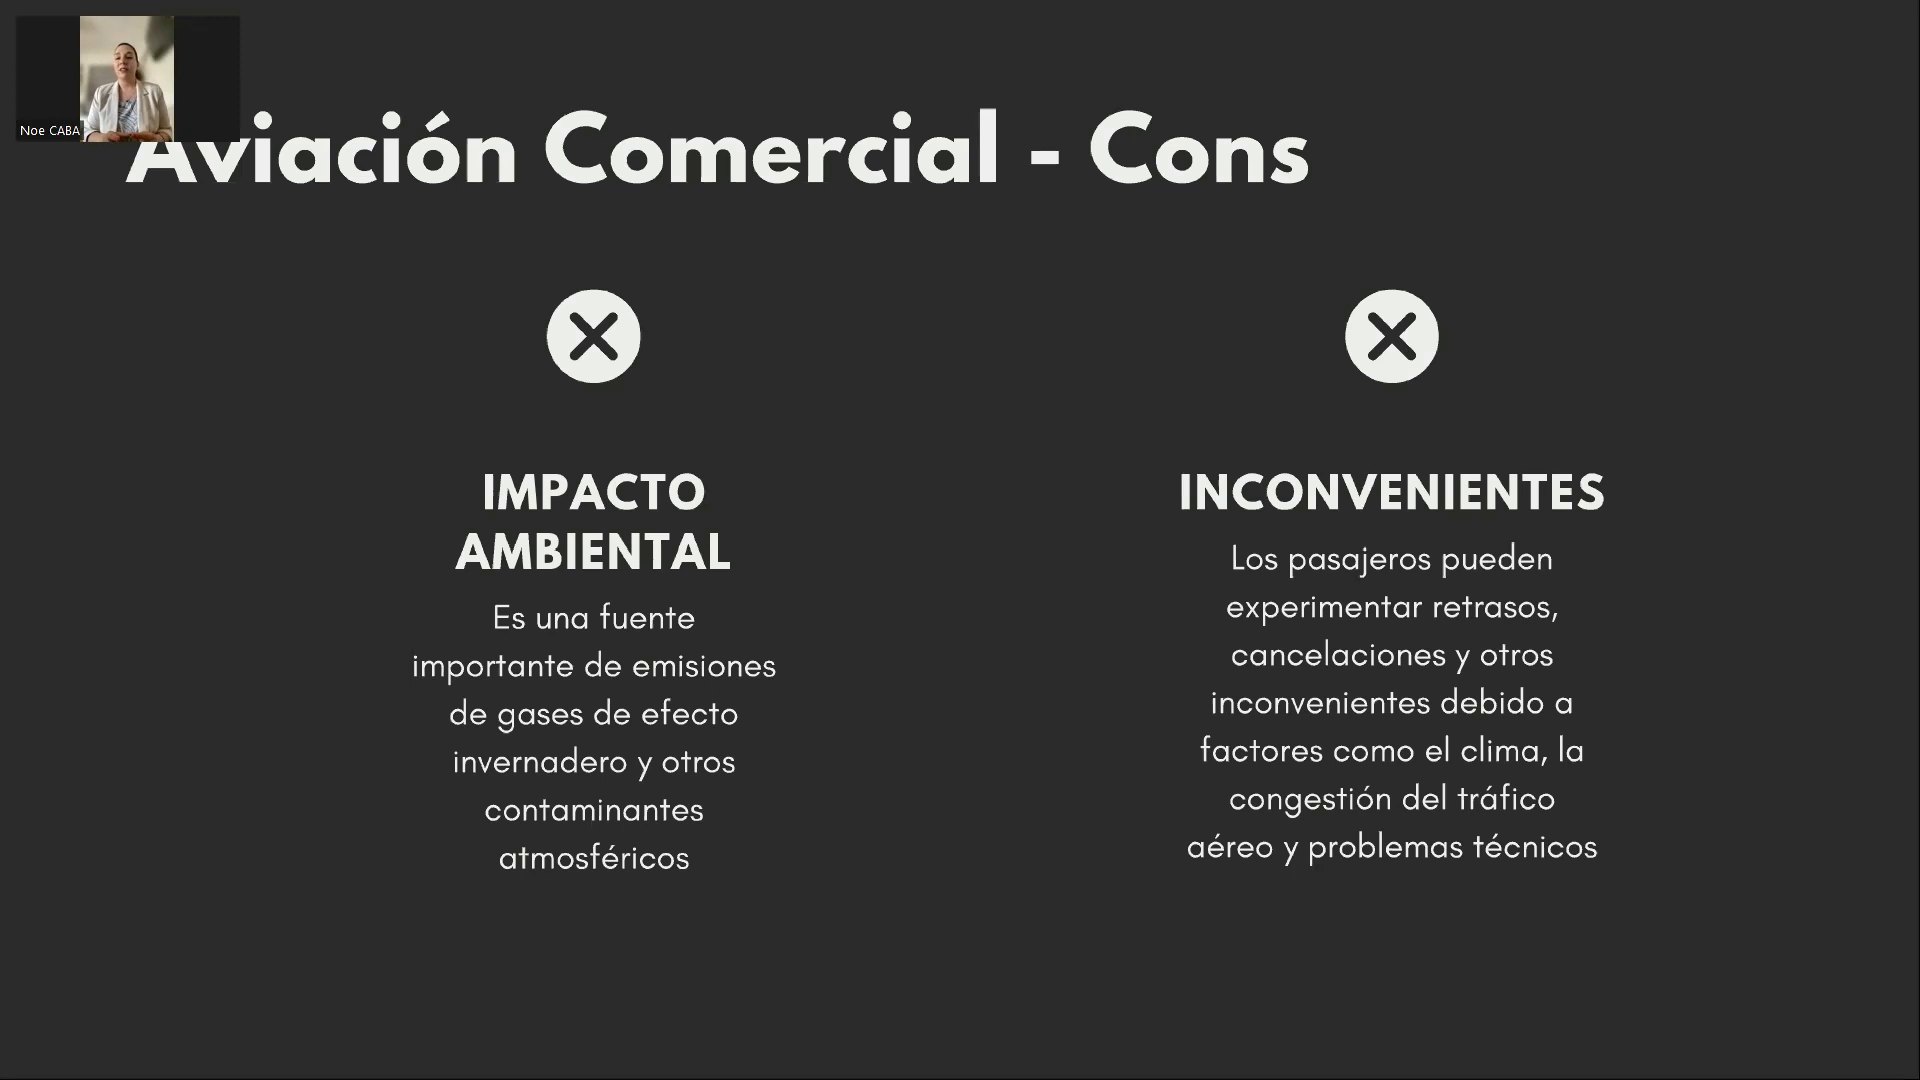 Noe CABA
Aviación Comercial - Cons
IMPACTO
AMBIENTAL
Es una fuente
importante de emisiones
de gases de efecto
invernadero y otros
contaminantes
atmosféricos
INCONVENIENTES
Los pasajeros pueden
experimentar retrasos,
cancelaciones y otros
inconvenientes debido a
factores como el clima, la
congestión del tráfico
aéreo y problemas técnicos